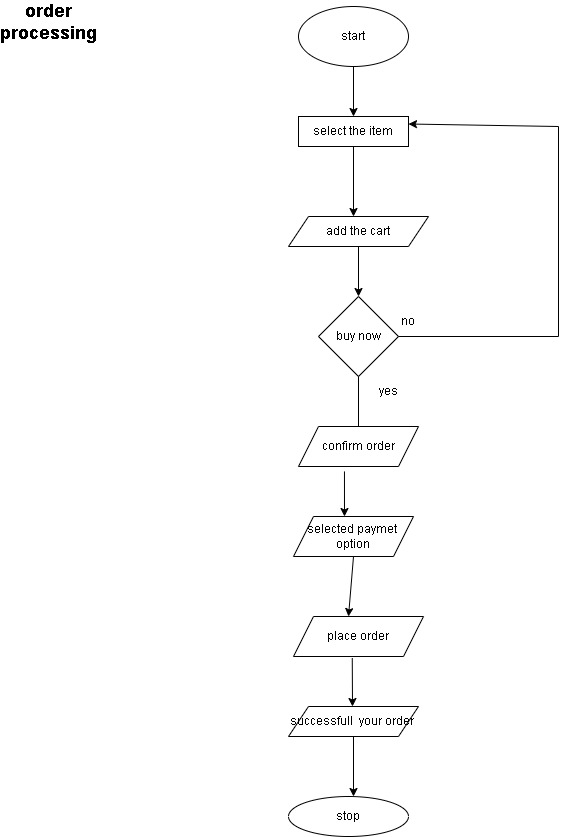 order
processing
start
select the item
add the cart
buy now
no
yes
confirm order
selected paymet
option
place order
successfull your order
stop